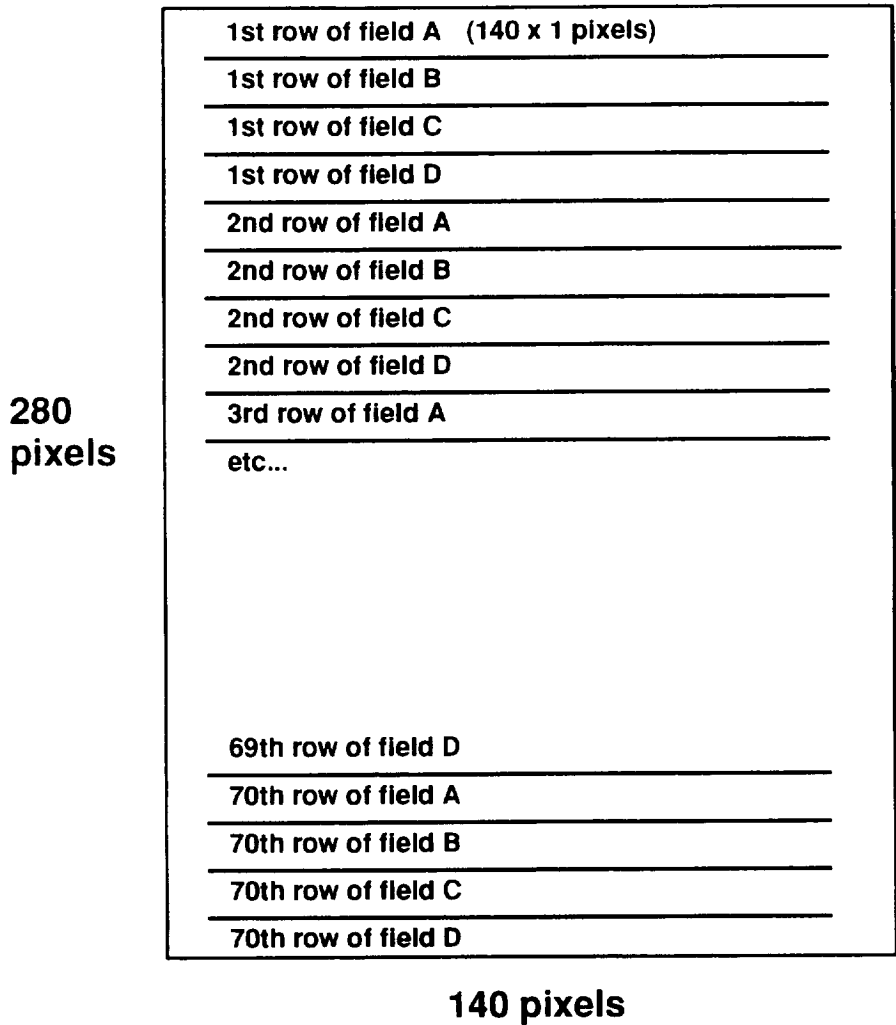 1st row of field A (140 x 1 pixels)
1st row of field B
1st row of field C
1st row of field D
2nd row of field A
2nd row of field B
2nd row of field C
2nd row of field D
3rd row of field A
etc...
280
pixels
69th row of field D
70th row of field A
70th row of field B
70th row of field C
70th row of field D
140 pixels